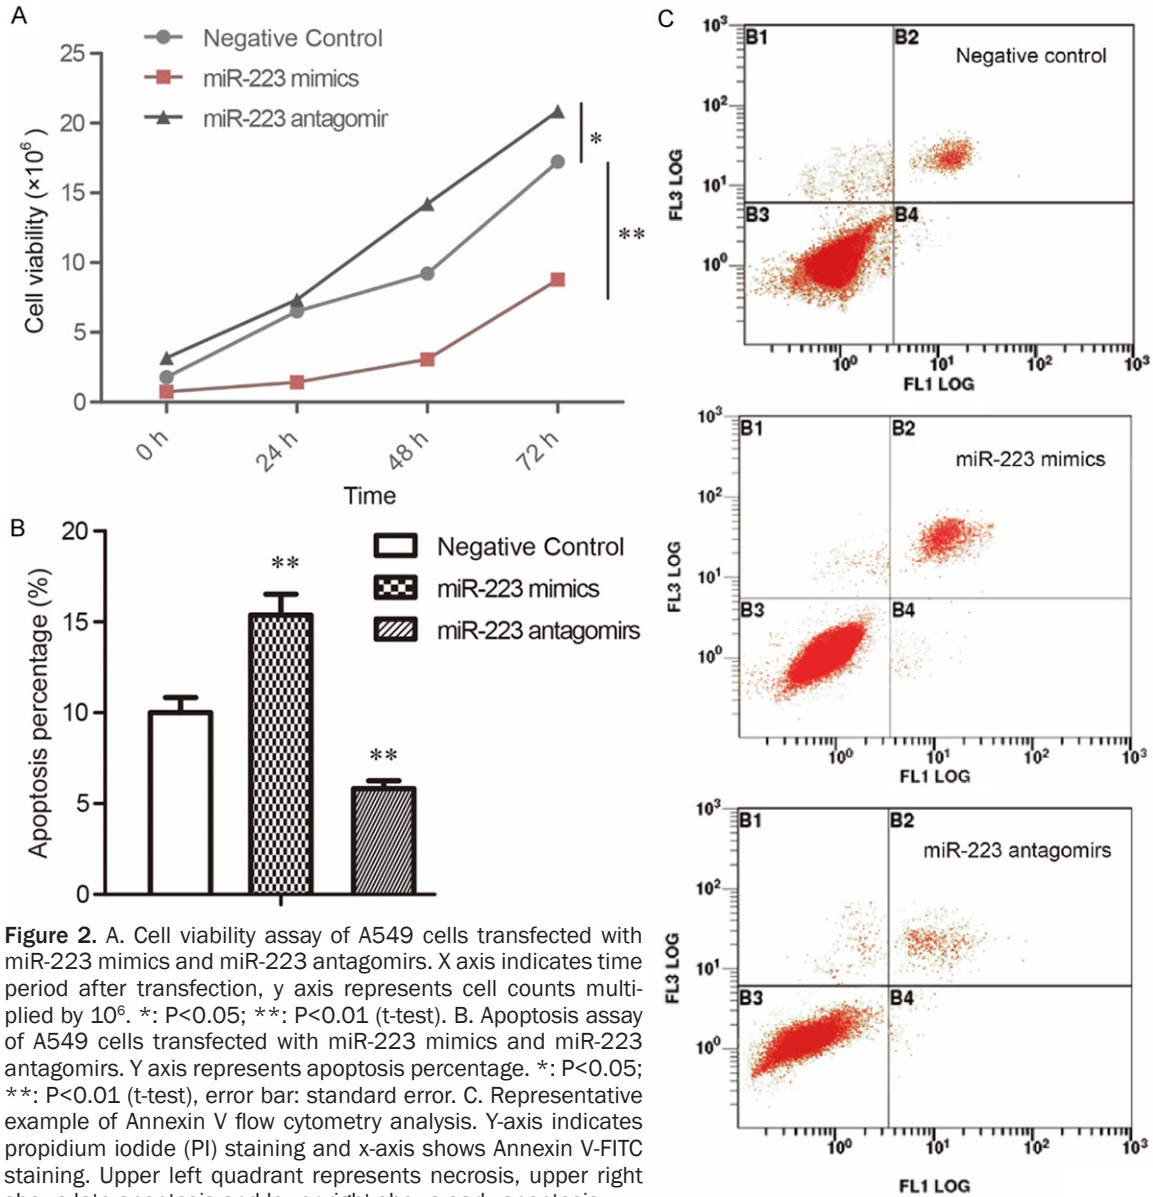 A
Negative Control
miR-223 mimics
miR-223 antagomir
25
20
15
10
5
0
Cell viability (×10⁶ )
*
**
0 h
24 h
48 h
72 h
Time
B
20
15
10
5
0
Apoptosis percentage (%)
**
**
Negative Control
miR-223 mimics
miR-223 antagomirs
Figure 2. A. Cell viability assay of A549 cells transfected with
miR-223 mimics and miR-223 antagomirs. X axis indicates time
period after transfection, y axis represents cell counts multi-
plied by 10⁶. *: P<0.05; **: P<0.01 (t-test). B. Apoptosis assay
of A549 cells transfected with miR-223 mimics and miR-223
antagomirs. Y axis represents apoptosis percentage. *: P<0.05;
**: P<0.01 (t-test), error bar: standard error. C. Representative
example of Annexin V flow cytometry analysis. Y-axis indicates
propidium iodide (PI) staining and x-axis shows Annexin V-FITC
staining. Upper left quadrant represents necrosis, upper right
shows late apoptosis and lower right shows early apoptosis.
C
10³
10²
10¹
10⁰
FL3 LOG
B1
B2
Negative control
B3
B4
10⁰
10¹
10²
10³
FL1 LOG
10³
10²
10¹
10⁰
FL3 LOG
B1
B2
miR-223 mimics
B3
B4
10⁰
10¹
10²
10³
FL1 LOG
10³
10²
10¹
10⁰
FL3 LOG
B1
B2
miR-223 antagomirs
B3
B4
10⁰
10¹
10²
10³
FL1 LOG